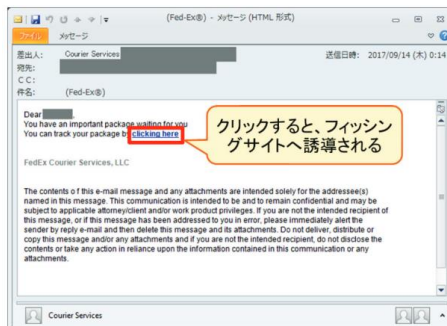 (Fed-Ex®) - メッセージ (HTML 形式)
ファイル メッセージ
差出人: Courier Services
送信日時: 2017/09/14 (木) 0:14
宛先:
CC:
件名: (Fed-Ex®)
Dear
You have an important package waiting for you
You can track your package by clicking here
クリックすると、フィッシン
グサイトへ誘導される
FedEx Courier Services, LLC
The contents of this e-mail message and any attachments are intended solely for the addressee(s)
named in this message. This communication is intended to be and to remain confidential and may be
subject to applicable attorney/client and/or work product privileges. If you are not the intended recipient of
this message, or if this message has been addressed to you in error, please immediately alert the
sender by reply e-mail and then delete this message and its attachments. Do not deliver, distribute or
copy this message and/or any attachments and if you are not the intended recipient, do not disclose the
contents or take any action in reliance upon the information contained in this communication or any
attachments.
Courier Services